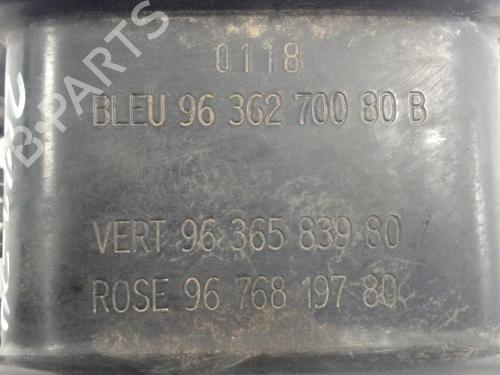 B-PARTS
0118
BLEU 96 362 700 80 B
VERT 96 365 839 80 /
ROSE 96 768 197 80